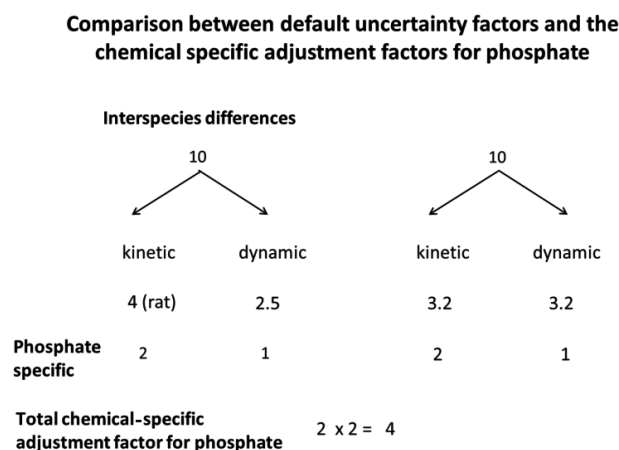 Comparison between default uncertainty factors and the
chemical specific adjustment factors for phosphate
Interspecies differences
10 10
kinetic dynamic kinetic dynamic
4 (rat) 2.5 3.2 3.2
Phosphate
specific
2 1 2 1
Total chemical-specific
adjustment factor for phosphate
2 x 2 = 4